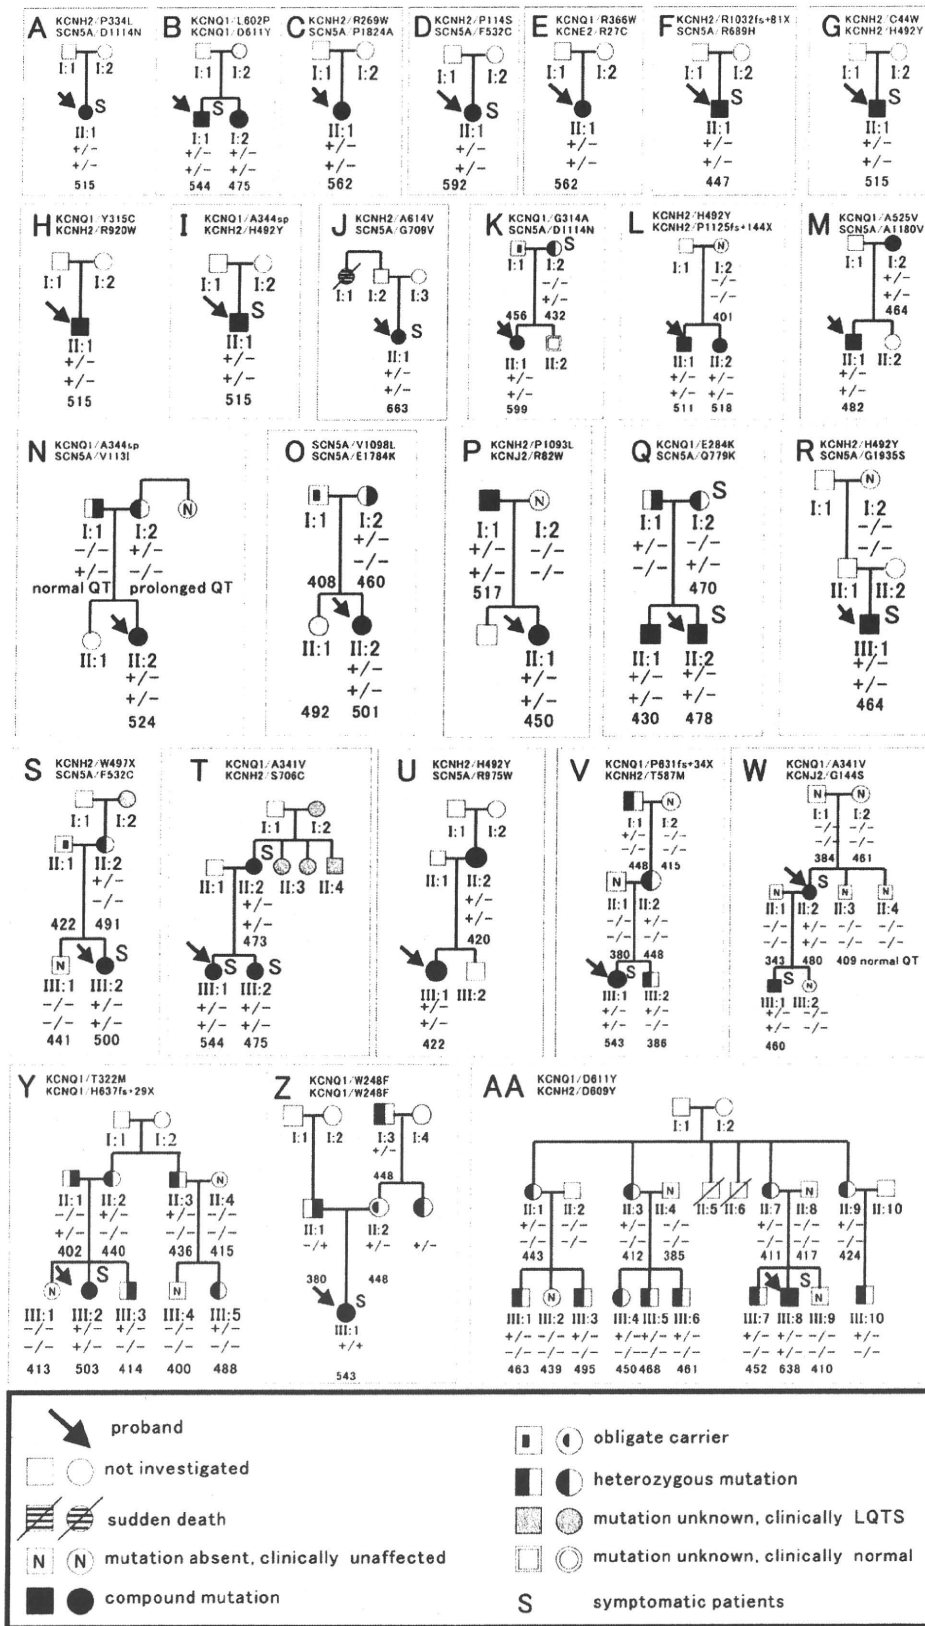 A KCNH2/P334L
SCN5A/D1114N
I:1 I:2
S
II:1
+/−
+/−
515
B KCNQ1/L602P
KCNQ1/D611Y
I:1 I:2
S
I:1 I:2
+/− +/−
+/− +/−
544 475
C KCNH2/R269W
SCN5A/P1824A
I:1 I:2
II:1
+/−
+/−
562
D KCNH2/P114S
SCN5A/F532C
I:1 I:2
S
II:1
+/−
+/−
592
E KCNQ1/R366W
KCNE2/R27C
I:1 I:2
II:1
+/−
+/−
562
F KCNH2/R1032fs+81X
SCN5A/R689H
I:1 I:2
S
II:1
+/−
+/−
447
G KCNH2/C44W
KCNH2/H492Y
I:1 I:2
S
II:1
+/−
+/−
515
H KCNQ1/Y315C
KCNH2/R920W
I:1 I:2
II:1
+/−
+/−
515
I KCNQ1/A344sp
KCNH2/H492Y
I:1 I:2
S
II:1
+/−
+/−
515
J KCNH2/A614V
SCN5A/G709V
I:1 I:2 I:3
S
II:1
+/−
+/−
663
K KCNQ1/G314A
SCN5A/D1114N
S
I:1 I:2
−/−
+/−
456 432
II:1 II:2
+/−
+/−
599
L KCNH2/H492Y
KCNH2/P1125fs+144X
N
I:1 I:2
−/−
−/−
401
II:1 II:2
+/− +/−
+/− +/−
511 518
M KCNQ1/A525V
SCN5A/A1180V
I:1 I:2
+/−
+/−
464
II:1 II:2
+/−
+/−
482
N KCNQ1/A344sp
SCN5A/V113I
N
I:1 I:2
−/− +/−
+/− −/−
normal QT prolonged QT
II:1 II:2
+/−
+/−
524
O SCN5A/V1098L
SCN5A/E1784K
I:1 I:2
+/−
−/−
408 460
II:1 II:2
+/−
+/−
492 501
P KCNH2/P1093L
KCNJ2/R82W
N
I:1 I:2
+/− −/−
+/− −/−
517
II:1
+/−
+/−
450
Q KCNQ1/E284K
SCN5A/Q779K
S
I:1 I:2
+/− −/−
−/− +/−
470
S
II:1 II:2
+/− +/−
+/− +/−
430 478
R KCNH2/H492Y
SCN5A/G1935S
N
I:1 I:2
−/−
−/−
II:1 II:2
S
III:1
+/−
+/−
464
S KCNH2/W497X
SCN5A/F532C
I:1 I:2
II:1 II:2
+/−
−/−
422 491
N S
III:1 III:2
−/− +/−
−/− +/−
441 500
T KCNQ1/A341V
KCNH2/S706C
I:1 I:2
S
II:1 II:2 II:3 II:4
+/−
+/−
473
S S
III:1 III:2
+/− +/−
+/− +/−
544 475
U KCNH2/H492Y
SCN5A/R975W
I:1 I:2
II:1 II:2
+/−
+/−
420
III:1 III:2
+/−
+/−
422
V KCNQ1/P631fs+34X
KCNH2/T587M
N
I:1 I:2
+/− −/−
−/− −/−
448 415
N
II:1 II:2
−/− +/−
−/− −/−
380 448
S
III:1 III:2
+/− +/−
+/− −/−
543 386
W KCNQ1/A341V
KCNJ2/G144S
N N
I:1 I:2
−/− −/−
−/− −/−
384 461
N S N N
II:1 II:2 II:3 II:4
−/− +/− −/− −/−
−/− +/− −/− −/−
343 480 409 normal QT
S N
III:1 III:2
+/− −/−
+/− −/−
460
Y KCNQ1/T322M
KCNQ1/H637fs+29X
I:1 I:2
N
II:1 II:2 II:3 II:4
−/− +/− +/− −/−
+/− −/− −/− −/−
402 440 436 415
N S N
III:1 III:2 III:3 III:4 III:5
−/− +/− +/− −/− +/−
−/− +/− −/− −/− −/−
413 503 414 400 488
Z KCNQ1/W248F
KCNQ1/W248F
I:1 I:2 I:3 I:4
+/−
448
II:1 II:2
−/+ +/− +/−
380 448
S
III:1
+/+
543
AA KCNQ1/D611Y
KCNH2/D609Y
I:1 I:2
N N
II:1 II:2 II:3 II:4 II:5 II:6 II:7 II:8 II:9 II:10
+/− +/− −/− +/− −/− +/−
−/− −/− −/− −/− −/− −/−
443 412 385 411 417 424
N S N
III:1 III:2 III:3 III:4 III:5 III:6 III:7 III:8 III:9 III:10
+/− −/− +/− +/− +/− +/− +/− +/− −/− +/−
−/− −/− −/− −/− −/− −/− −/− +/− −/− −/−
463 439 495 450 468 461 452 638 410
proband
not investigated
sudden death
N N mutation absent, clinically unaffected
compound mutation
obligate carrier
heterozygous mutation
mutation unknown, clinically LQTS
mutation unknown, clinically normal
S symptomatic patients